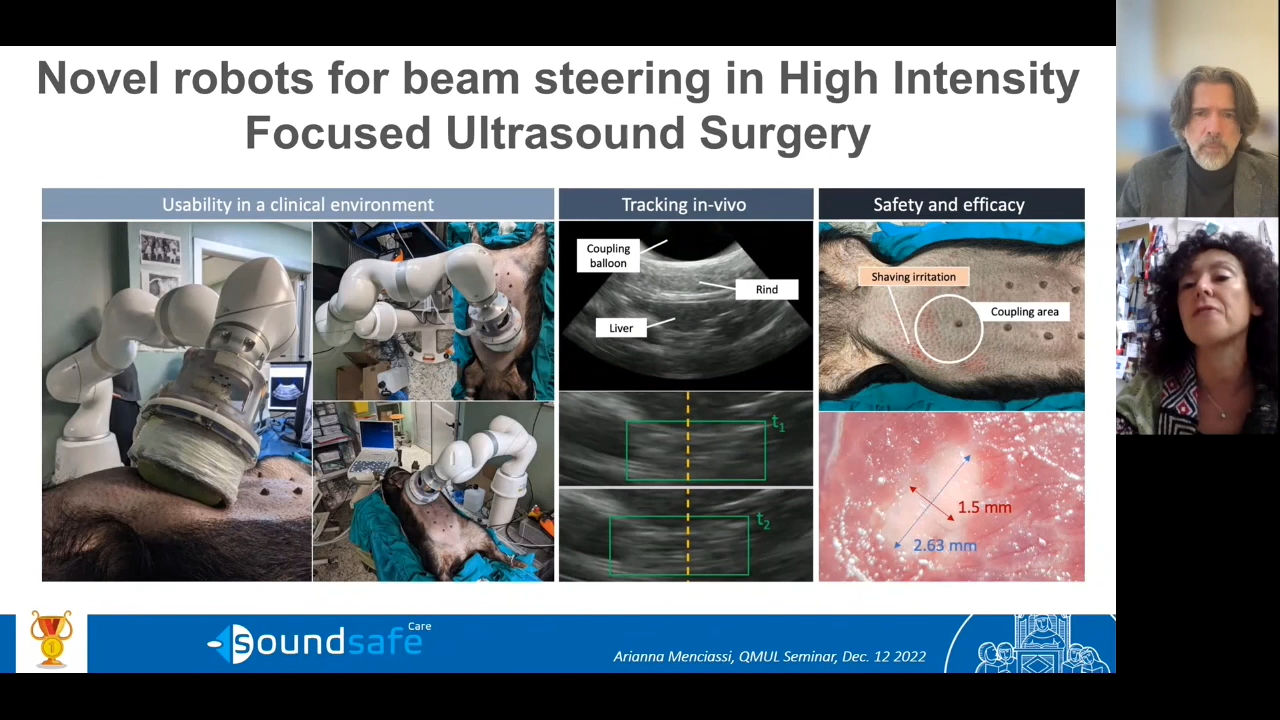 Novel robots for beam steering in High Intensity
Focused Ultrasound Surgery
Usability in a clinical environment
Tracking in-vivo
Coupling
balloon
Rind
Liver
t1
t2
Safety and efficacy
Shaving irritation
Coupling area
1.5 mm
2.63 mm
1
soundsafe Care
Arianna Menciassi, QMUL Seminar, Dec. 12 2022